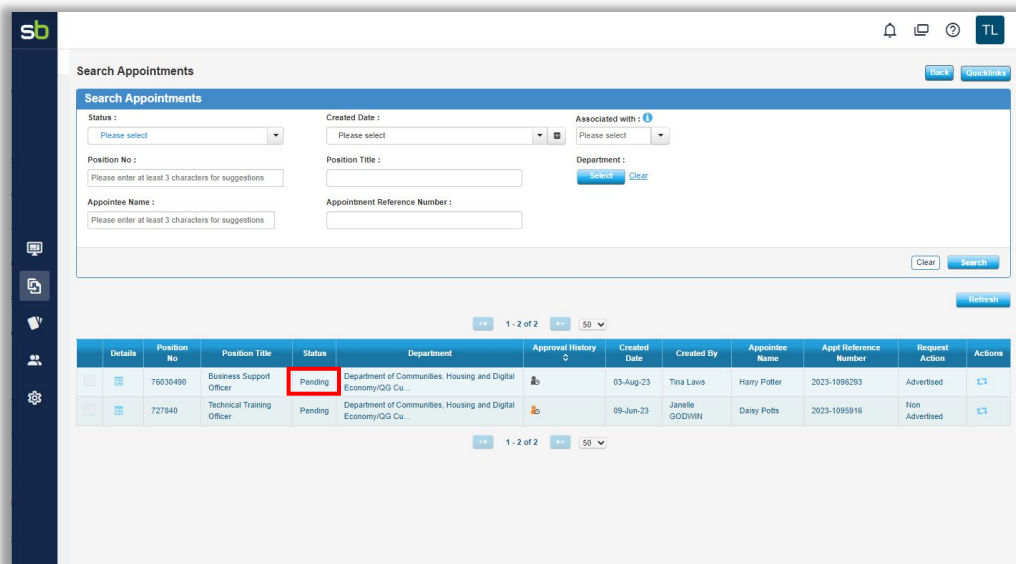 sb
TL
Search Appointments
Back Quicklinks
Search Appointments
Status : Created Date : Associated with :
Please select Please select Please select
Position No : Position Title : Department :
Please enter at least 3 characters for suggestions Select Clear
Appointee Name : Appointment Reference Number :
Please enter at least 3 characters for suggestions
Clear Search
Refresh
1 - 2 of 2 50
Details Position No Position Title Status Department Approval History Created Date Created By Appointee Name Appt Reference Number Request Action Actions
76030490 Business Support Officer Pending Department of Communities, Housing and Digital Economy/QG Cu... 03-Aug-23 Tina Laws Harry Potter 2023-1096293 Advertised
727840 Technical Training Officer Pending Department of Communities, Housing and Digital Economy/QG Cu... 09-Jun-23 Janelle GODWIN Daisy Potts 2023-1095916 Non Advertised
1 - 2 of 2 50